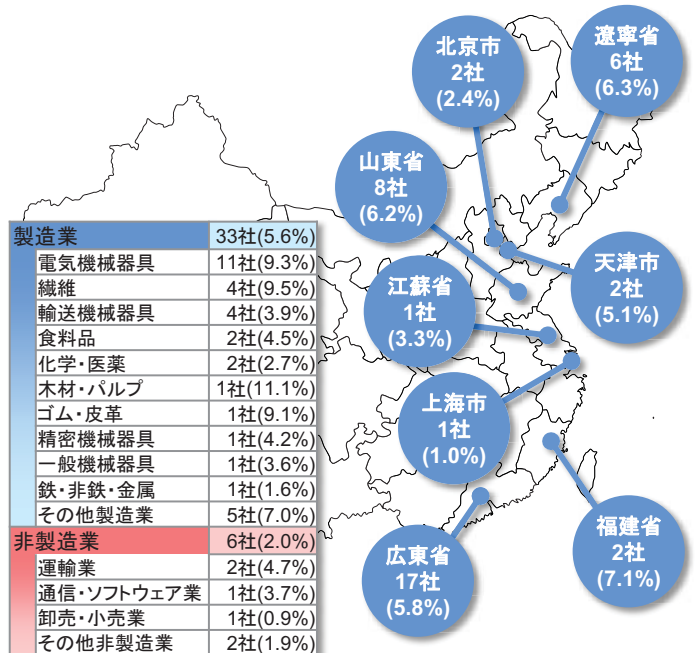 北京市
2社
(2.4%)
遼寧省
6社
(6.3%)
山東省
8社
(6.2%)
天津市
2社
(5.1%)
江蘇省
1社
(3.3%)
上海市
1社
(1.0%)
福建省
2社
(7.1%)
広東省
17社
(5.8%)
製造業 33社(5.6%)
電気機械器具 11社(9.3%)
繊維 4社(9.5%)
輸送機械器具 4社(3.9%)
食料品 2社(4.5%)
化学・医薬 2社(2.7%)
木材・パルプ 1社(11.1%)
ゴム・皮革 1社(9.1%)
精密機械器具 1社(4.2%)
一般機械器具 1社(3.6%)
鉄・非鉄・金属 1社(1.6%)
その他製造業 5社(7.0%)
非製造業 6社(2.0%)
運輸業 2社(4.7%)
通信・ソフトウェア業 1社(3.7%)
卸売・小売業 1社(0.9%)
その他非製造業 2社(1.9%)